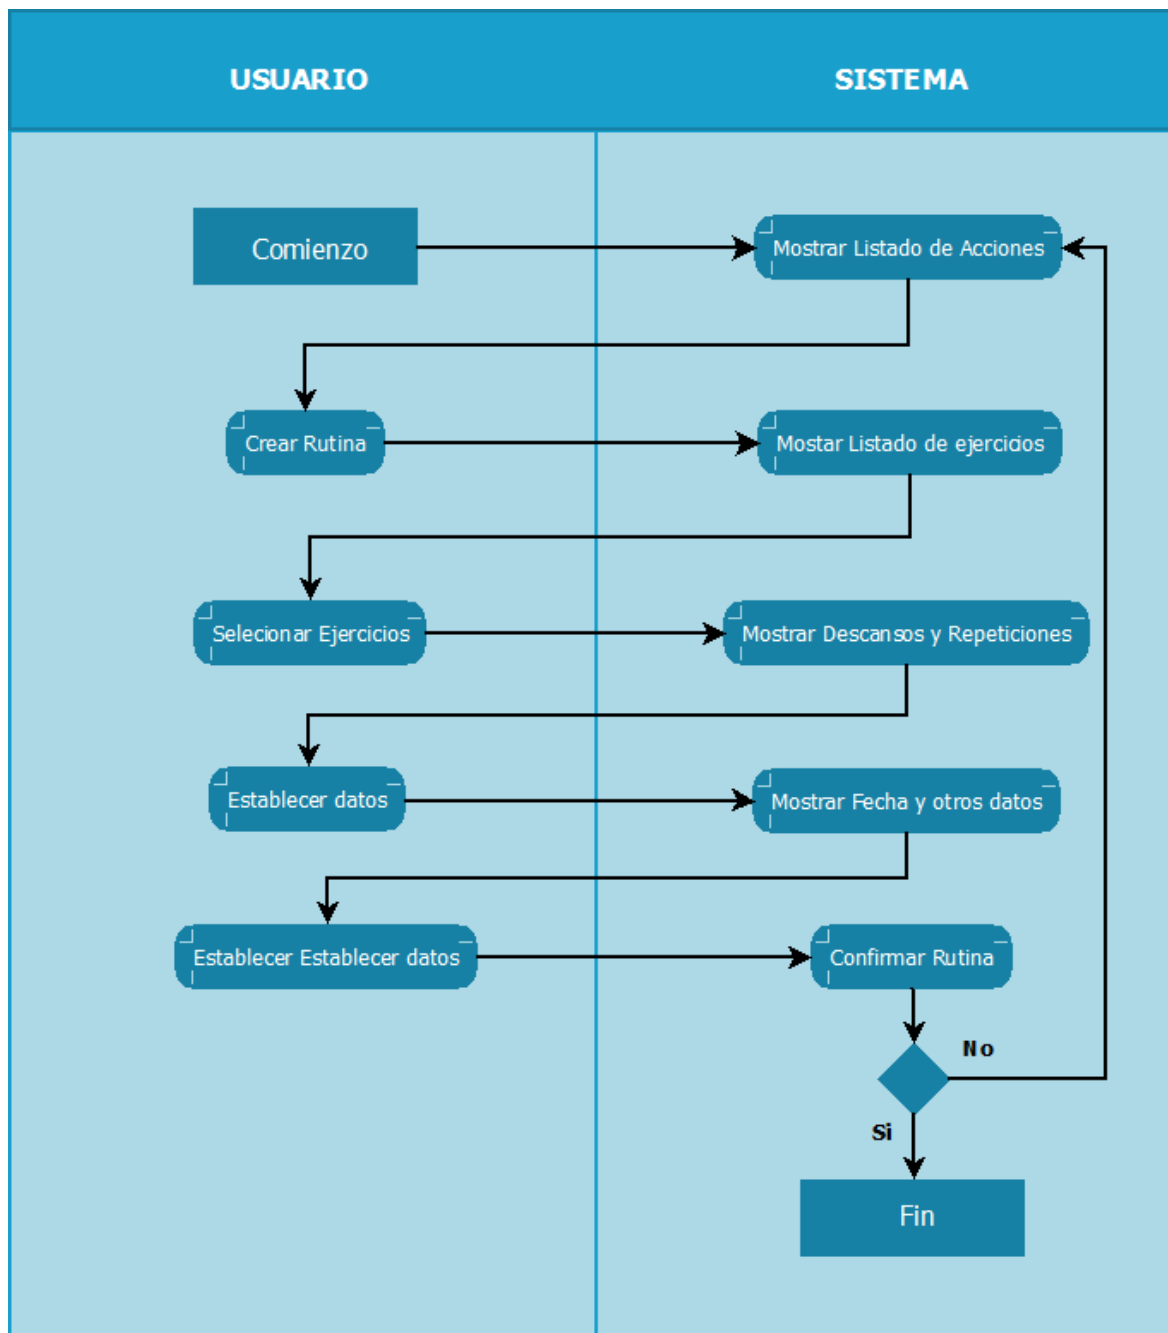 USUARIO
SISTEMA
Comienzo
Mostrar Listado de Acciones
Crear Rutina
Mostar Listado de ejercicios
Selecionar Ejercicios
Mostrar Descansos y Repeticiones
Establecer datos
Mostrar Fecha y otros datos
Establecer Establecer datos
Confirmar Rutina
No
Si
Fin